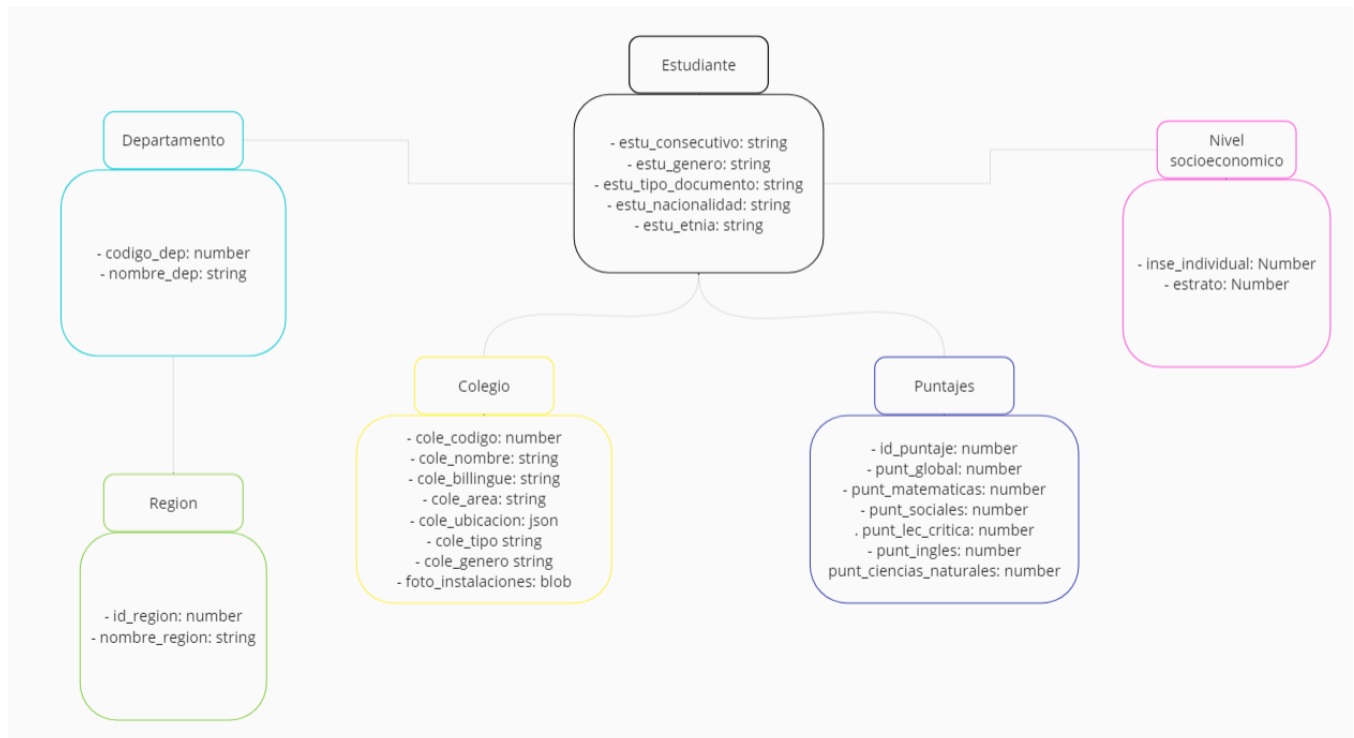 Estudiante
- estu_consecutivo: string
- estu_genero: string
- estu_tipo_documento: string
- estu_nacionalidad: string
- estu_etnia: string
Departamento
- codigo_dep: number
- nombre_dep: string
Nivel
socioeconomico
- inse_individual: Number
- estrato: Number
Colegio
- cole_codigo: number
- cole_nombre: string
- cole_billingue: string
- cole_área: string
- cole_ubicacion: json
- cole_tipo string
- cole_genero string
- foto_instalaciones: blob
Puntajes
- id_puntaje: number
- punt_global: number
- punt_matematicas: number
- punt_sociales: number
. punt_lec_critica: number
- punt_ingles: number
punt_ciencias_naturales: number
Region
- id_region: number
- nombre_region: string